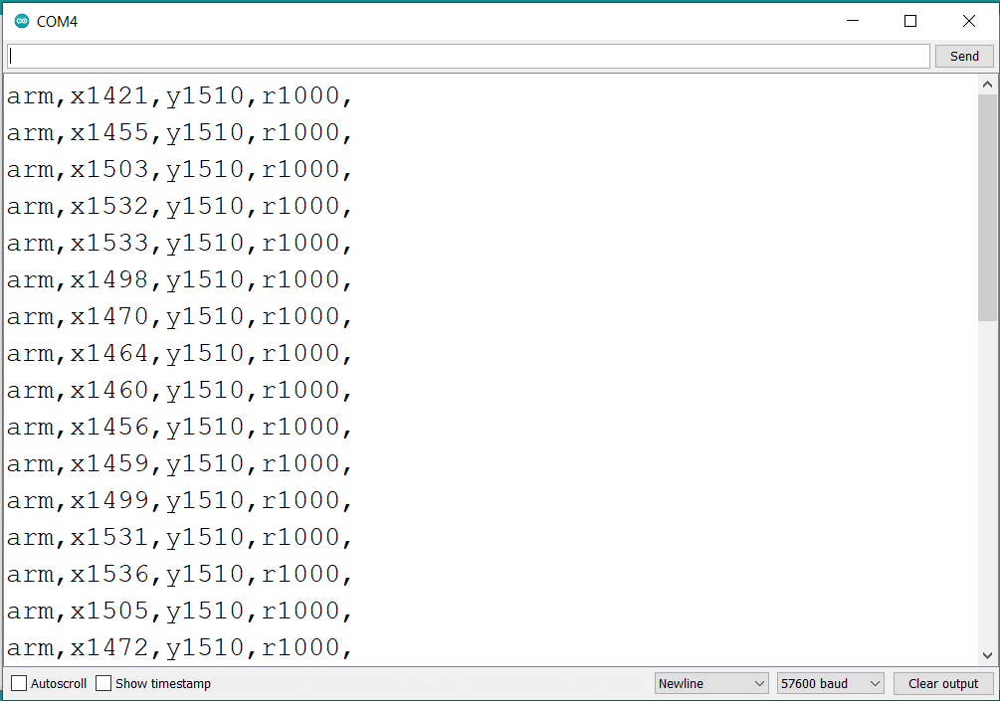 COM4
Send
arm,x1421,y1510,r1000,
arm,x1455,y1510,r1000,
arm,x1503,y1510,r1000,
arm,x1532,y1510,r1000,
arm,x1533,y1510,r1000,
arm,x1498,y1510,r1000,
arm,x1470,y1510,r1000,
arm,x1464,y1510,r1000,
arm,x1460,y1510,r1000,
arm,x1456,y1510,r1000,
arm,x1459,y1510,r1000,
arm,x1499,y1510,r1000,
arm,x1531,y1510,r1000,
arm,x1536,y1510,r1000,
arm,x1505,y1510,r1000,
arm,x1472,y1510,r1000,
Autoscroll Show timestamp Newline 57600 baud Clear output